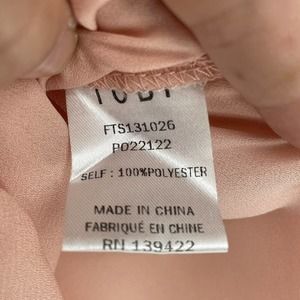 FTS131026
PO22122
SELF : 100%POLYESTER
MADE IN CHINA
FABRIQUÉ EN CHINE
RN 139422